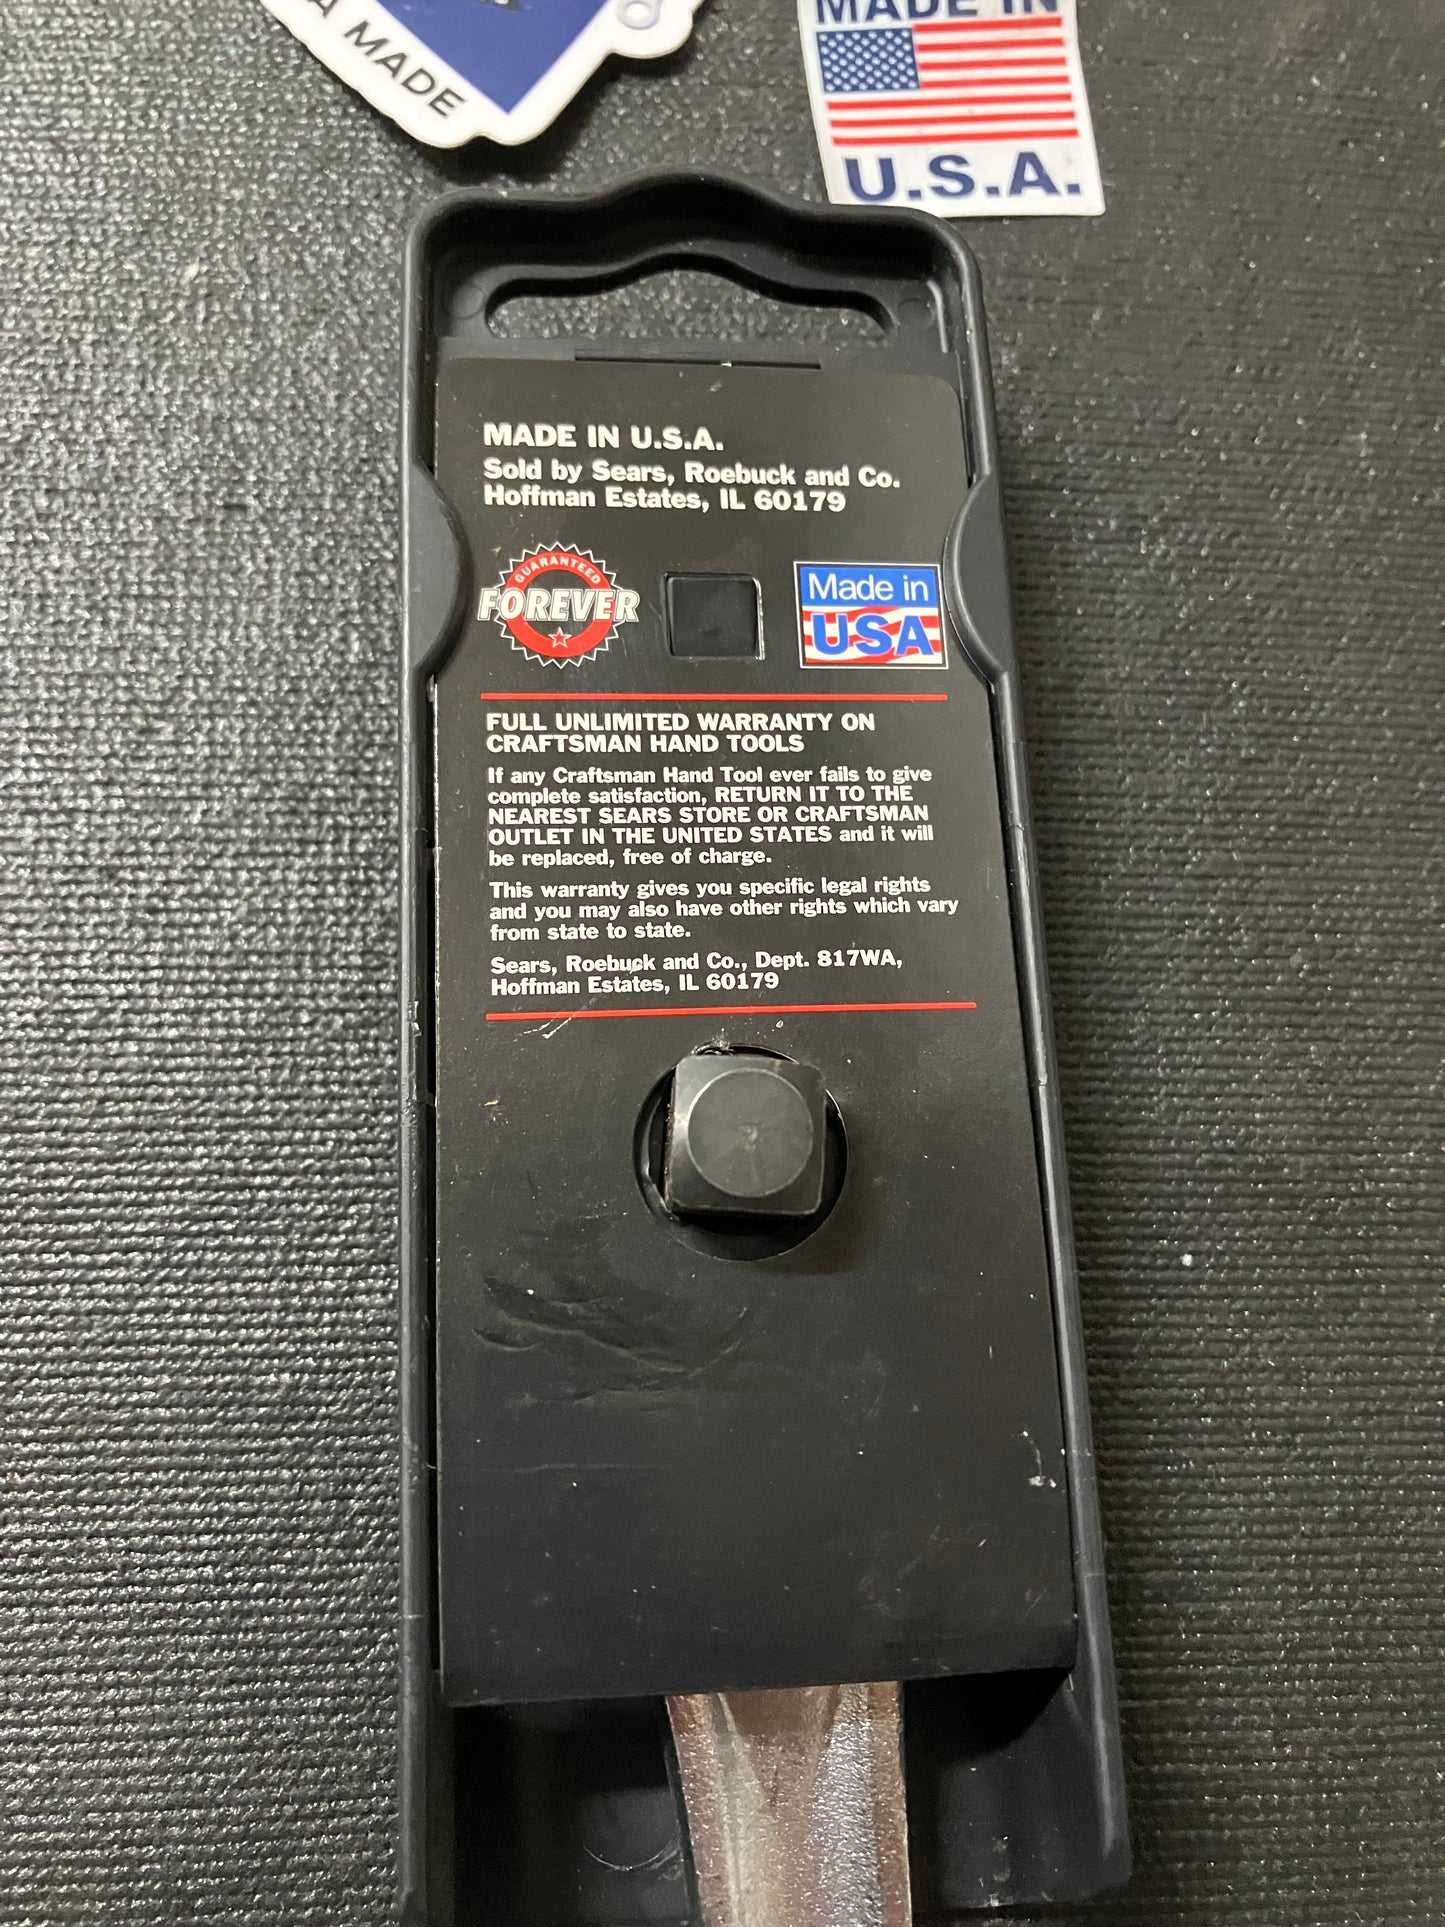 A MADE
MADE IN
U.S.A.
MADE IN U.S.A.
Sold by Sears, Roebuck and Co.
Hoffman Estates, IL 60179
GUARANTEED
FOREVER
Made in
USA
FULL UNLIMITED WARRANTY ON
CRAFTSMAN HAND TOOLS
If any Craftsman Hand Tool ever fails to give
complete satisfaction, RETURN IT TO THE
NEAREST SEARS STORE OR CRAFTSMAN
OUTLET IN THE UNITED STATES and it will
be replaced, free of charge.
This warranty gives you specific legal rights
and you may also have other rights which vary
from state to state.
Sears, Roebuck and Co., Dept. 817WA,
Hoffman Estates, IL 60179